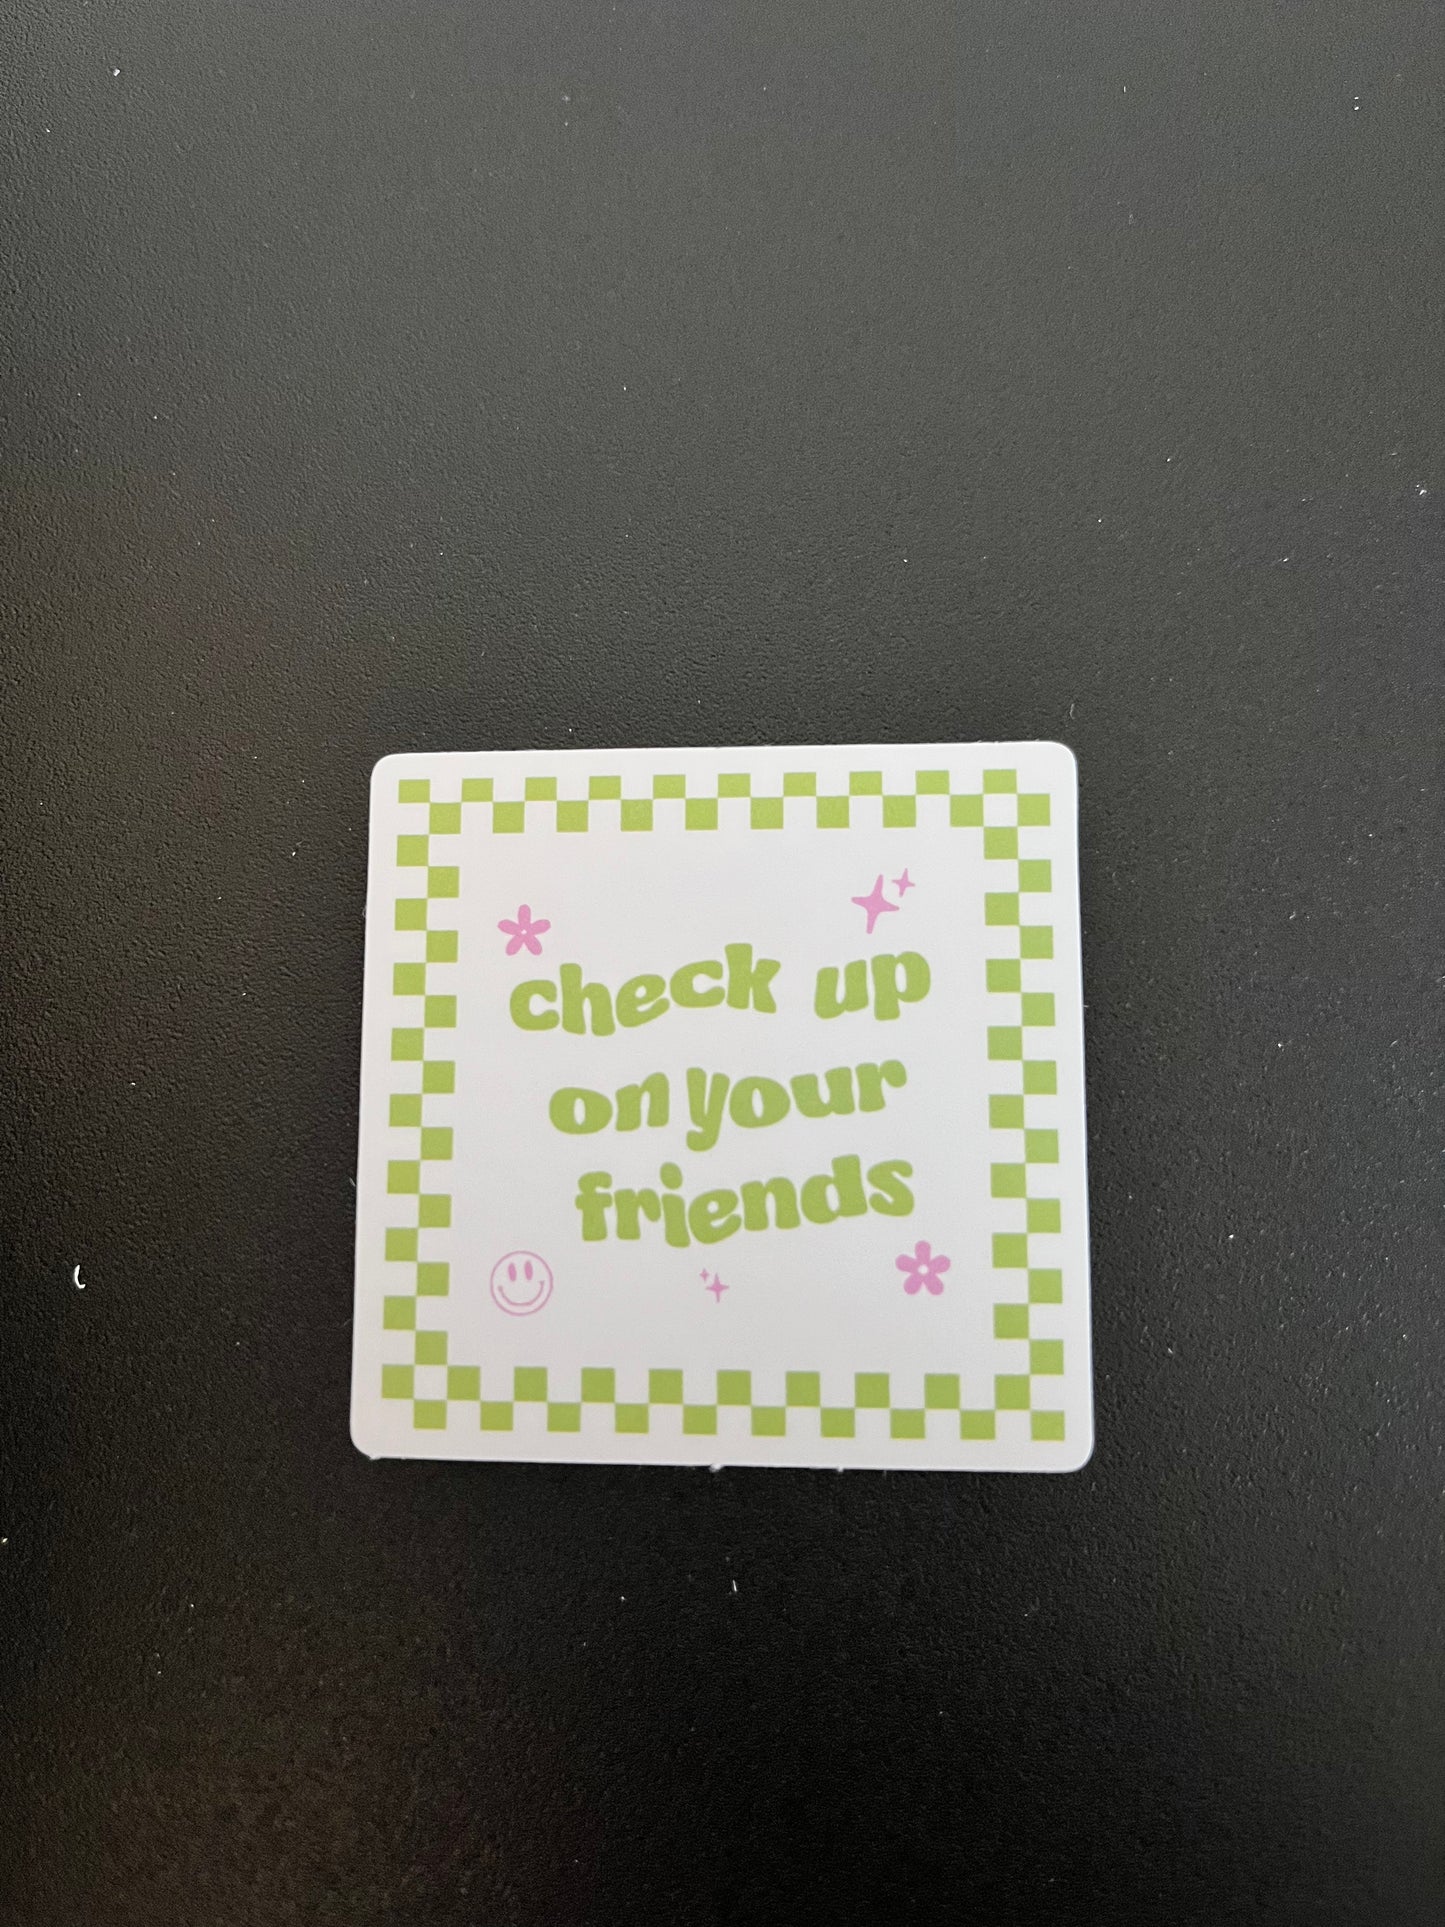 check up
on your
friends